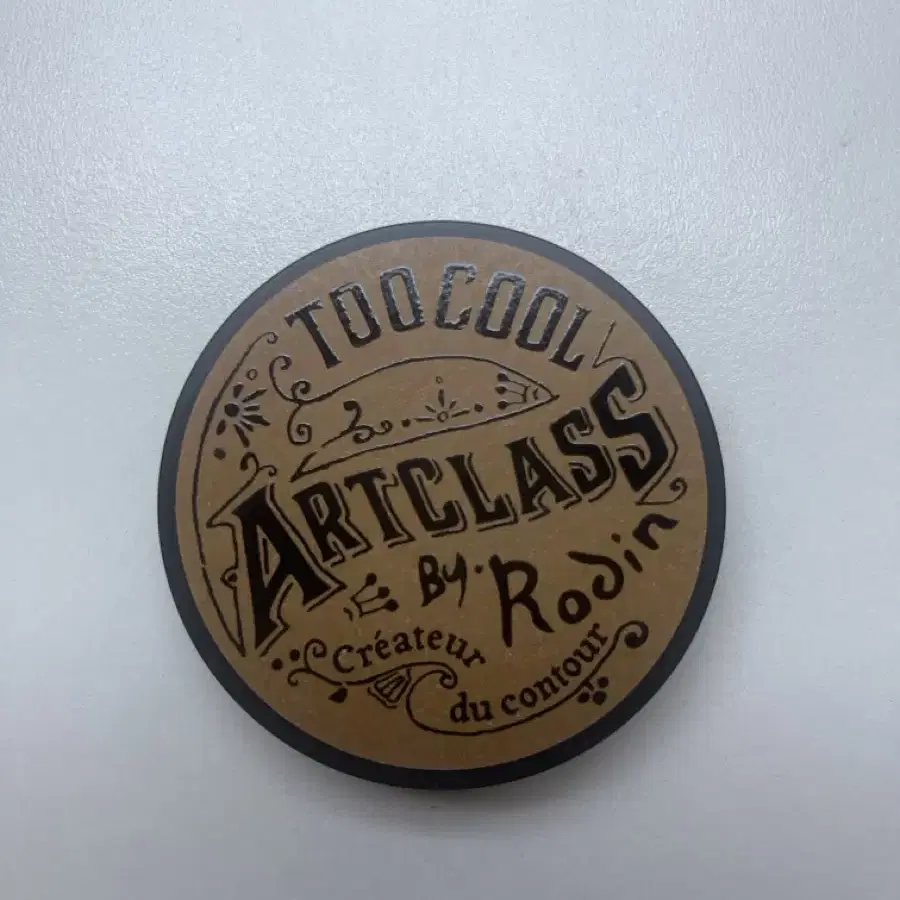 TOO COOL
ARTCLASS
By. Rodin
Créateur
du contour